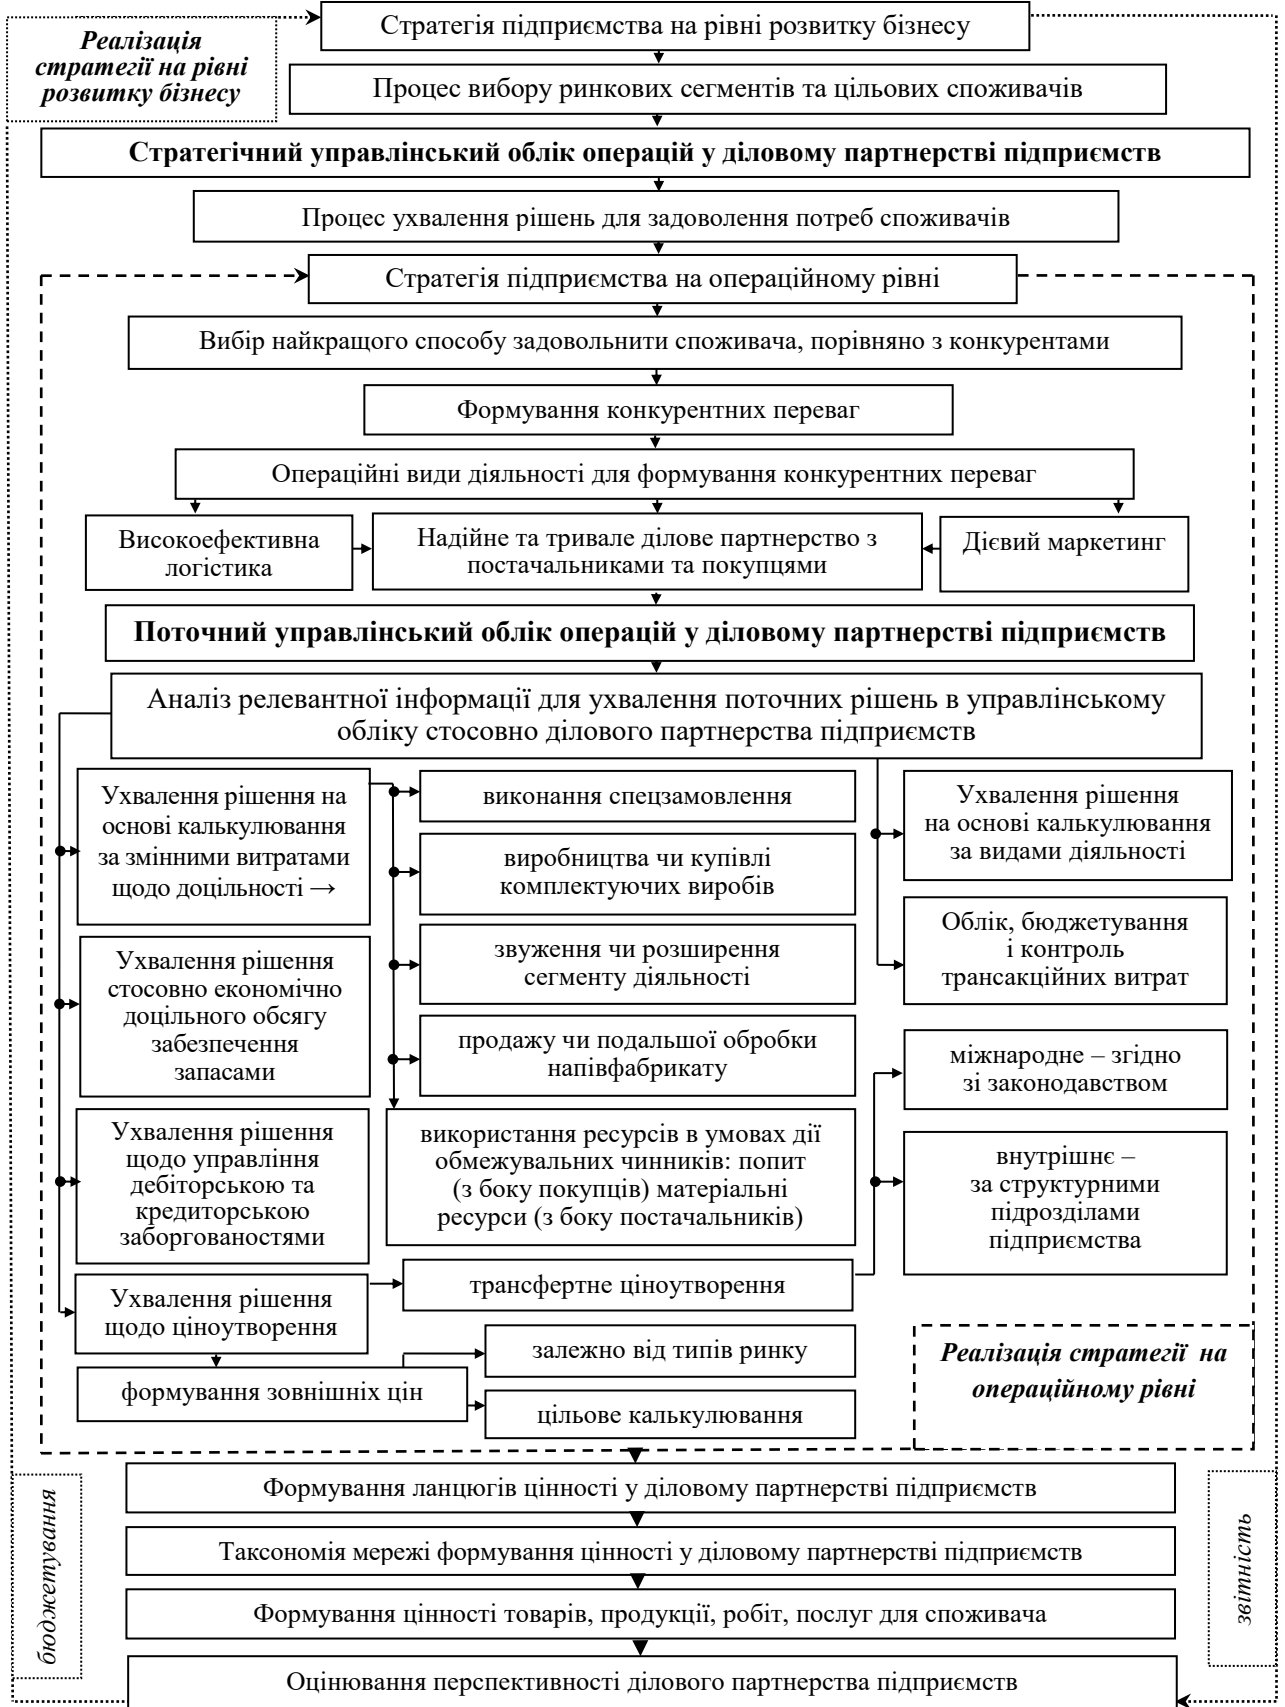 Стратегія підприємства на рівні розвитку бізнесу
Реалізація
стратегії на рівні
розвитку бізнесу
Процес вибору ринкових сегментів та цільових споживачів
Стратегічний управлінський облік операцій у діловому партнерстві підприємств
Процес ухвалення рішень для задоволення потреб споживачів
Стратегія підприємства на операційному рівні
Вибір найкращого способу задовольнити споживача, порівняно з конкурентами
Формування конкурентних переваг
Операційні види діяльності для формування конкурентних переваг
Високоефективна
логістика
Надійне та тривале ділове партнерство з
постачальниками та покупцями
Дієвий маркетинг
Поточний управлінський облік операцій у діловому партнерстві підприємств
Аналіз релевантної інформації для ухвалення поточних рішень в управлінському
обліку стосовно ділового партнерства підприємств
Ухвалення рішення на
основі калькулювання
за змінними витратами
щодо доцільності →
виконання спецзамовлення
виробництва чи купівлі
комплектуючих виробів
звуження чи розширення
сегменту діяльності
продажу чи подальшої обробки
напівфабрикату
використання ресурсів в умовах дії
обмежувальних чинників: попит
(з боку покупців) матеріальні
ресурси (з боку постачальників)
Ухвалення рішення
на основі калькулювання
за видами діяльності
Облік, бюджетування
і контроль
трансакційних витрат
Ухвалення рішення
стосовно економічно
доцільного обсягу
забезпечення
запасами
Ухвалення рішення
щодо управління
дебіторською та
кредиторською
заборгованостями
Ухвалення рішення
щодо ціноутворення
трансфертне ціноутворення
міжнародне – згідно
зі законодавством
внутрішнє –
за структурними
підрозділами
підприємства
формування зовнішніх цін
залежно від типів ринку
цільове калькулювання
Реалізація стратегії на
операційному рівні
Формування ланцюгів цінності у діловому партнерстві підприємств
Таксономія мережі формування цінності у діловому партнерстві підприємств
Формування цінності товарів, продукції, робіт, послуг для споживача
Оцінювання перспективності ділового партнерства підприємств
бюджетування
звітність